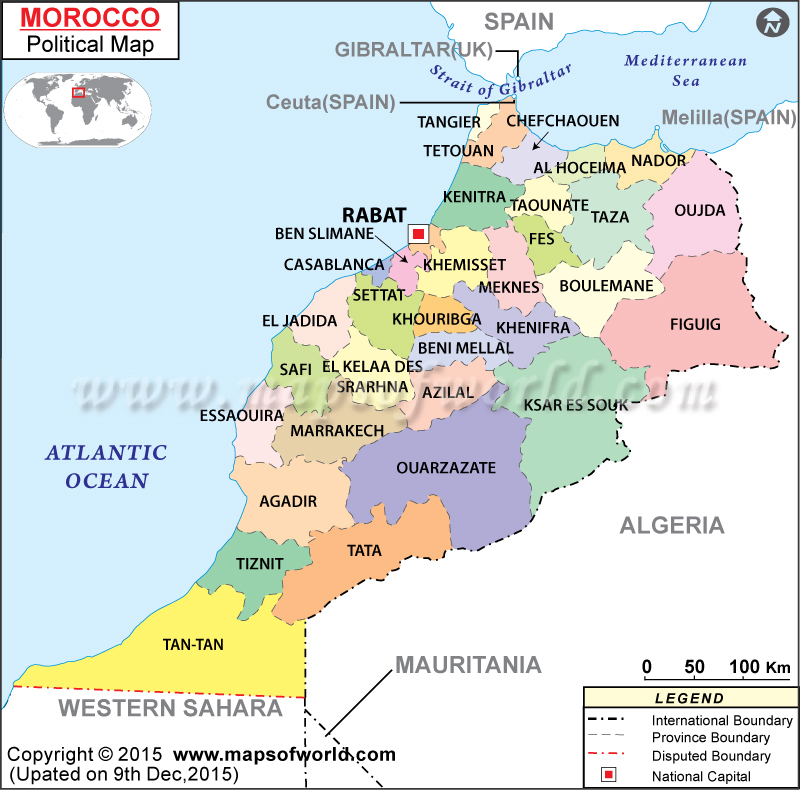 MOROCCO
Political Map
SPAIN
N
GIBRALTAR(UK)
Strait of Gibraltar
Mediterranean
Sea
Ceuta(SPAIN)
Melilla(SPAIN)
TANGIER
CHEFCHAOUEN
TETOUAN
AL HOCEIMA
NADOR
KENITRA
TAOUNATE
TAZA
OUJDA
RABAT
BEN SLIMANE
FES
CASABLANCA
KHEMISSET
MEKNES
BOULEMANE
SETTAT
EL JADIDA
KHOURIBGA
KHENIFRA
FIGUIG
BENI MELLAL
SAFI
EL KELAA DES
SRARHNA
AZILAL
KSAR ES SOUK
www.mapsofworld.com
ESSAOUIRA
MARRAKECH
ATLANTIC
OCEAN
OUARZAZATE
AGADIR
ALGERIA
TATA
TIZNIT
TAN-TAN
MAURITANIA
WESTERN SAHARA
0 50 100 Km
LEGEND
International Boundary
Province Boundary
Disputed Boundary
National Capital
Copyright © 2015 www.mapsofworld.com
(Upated on 9th Dec,2015)